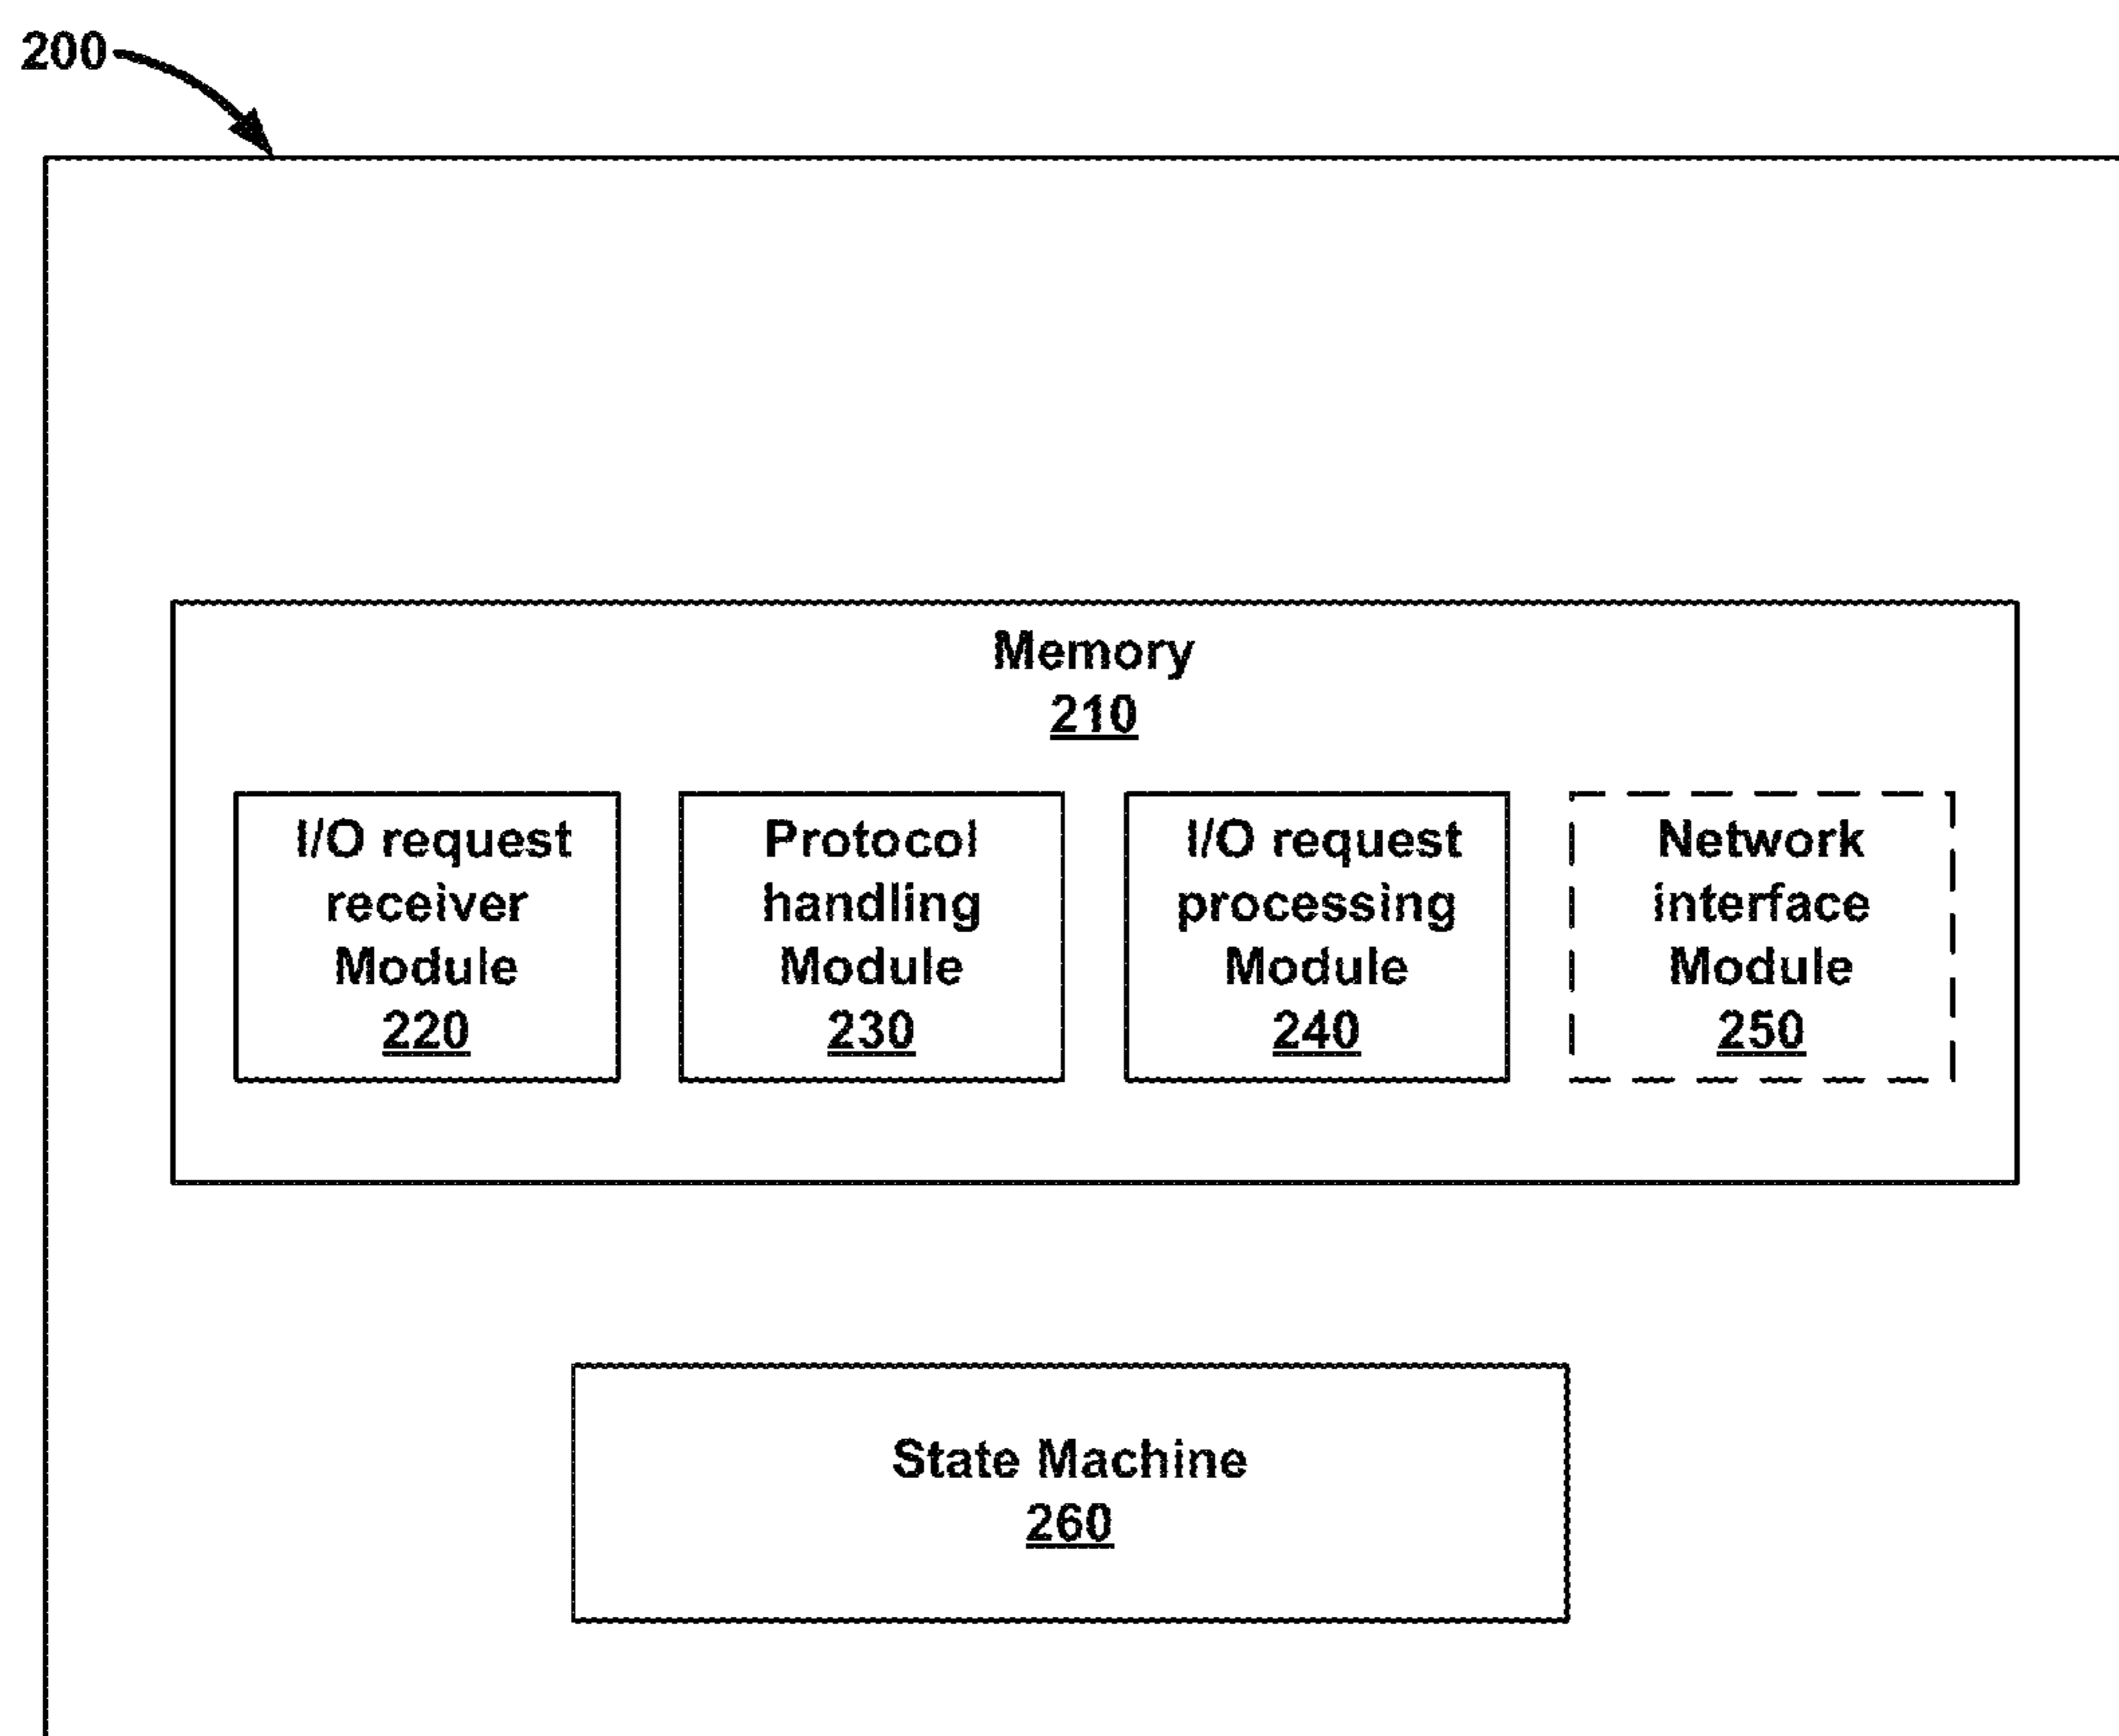 200
Memory
210
I/O request
receiver
Module
220
Protocol
handling
Module
230
I/O request
processing
Module
240
Network
interface
Module
250
State Machine
260